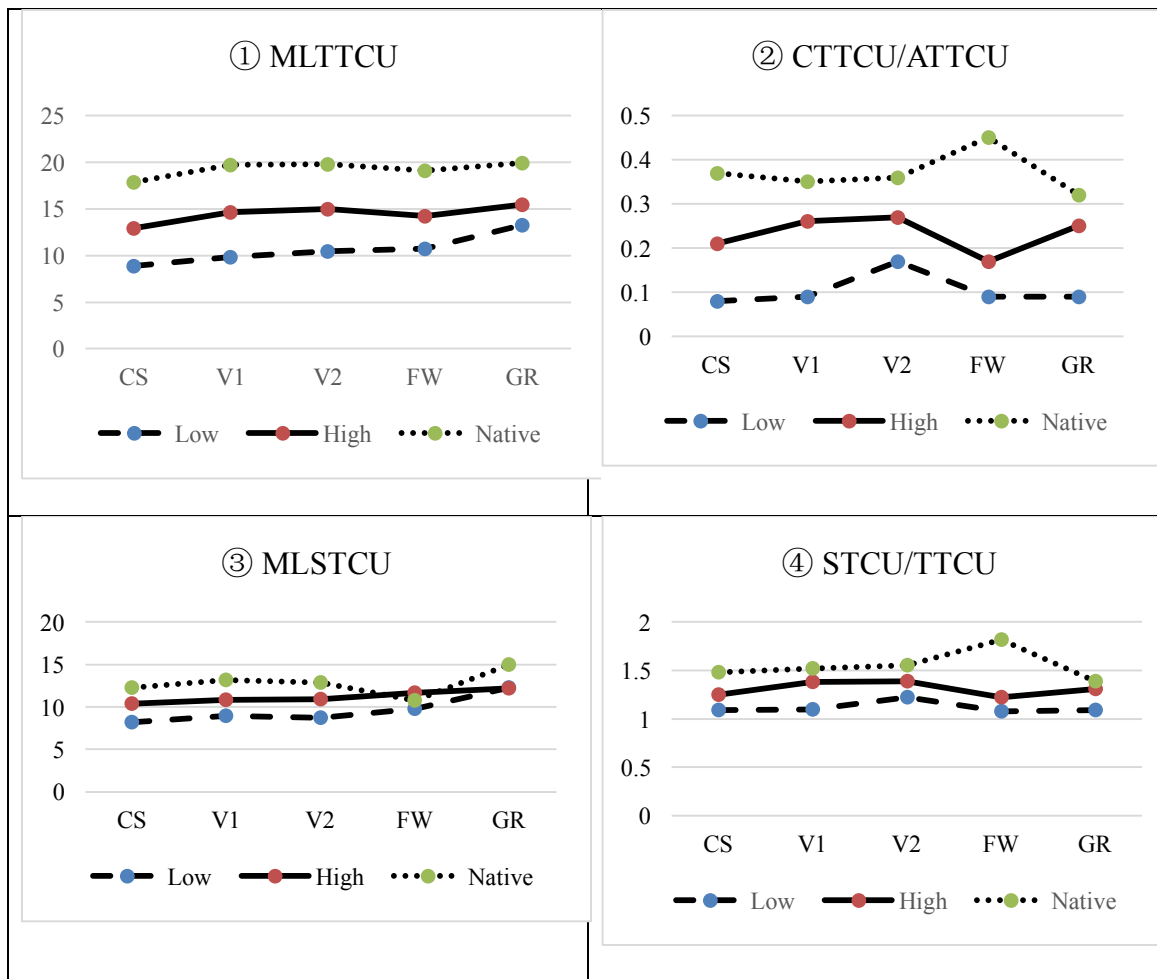 ① MLTTCU
25
20
15
10
5
0
CS V1 V2 FW GR
Low High Native
② CTTCU/ATTCU
0.5
0.4
0.3
0.2
0.1
0
CS V1 V2 FW GR
Low High Native
③ MLSTCU
20
15
10
5
0
CS V1 V2 FW GR
Low High Native
④ STCU/TTCU
2
1.5
1
0.5
0
CS V1 V2 FW GR
Low High Native